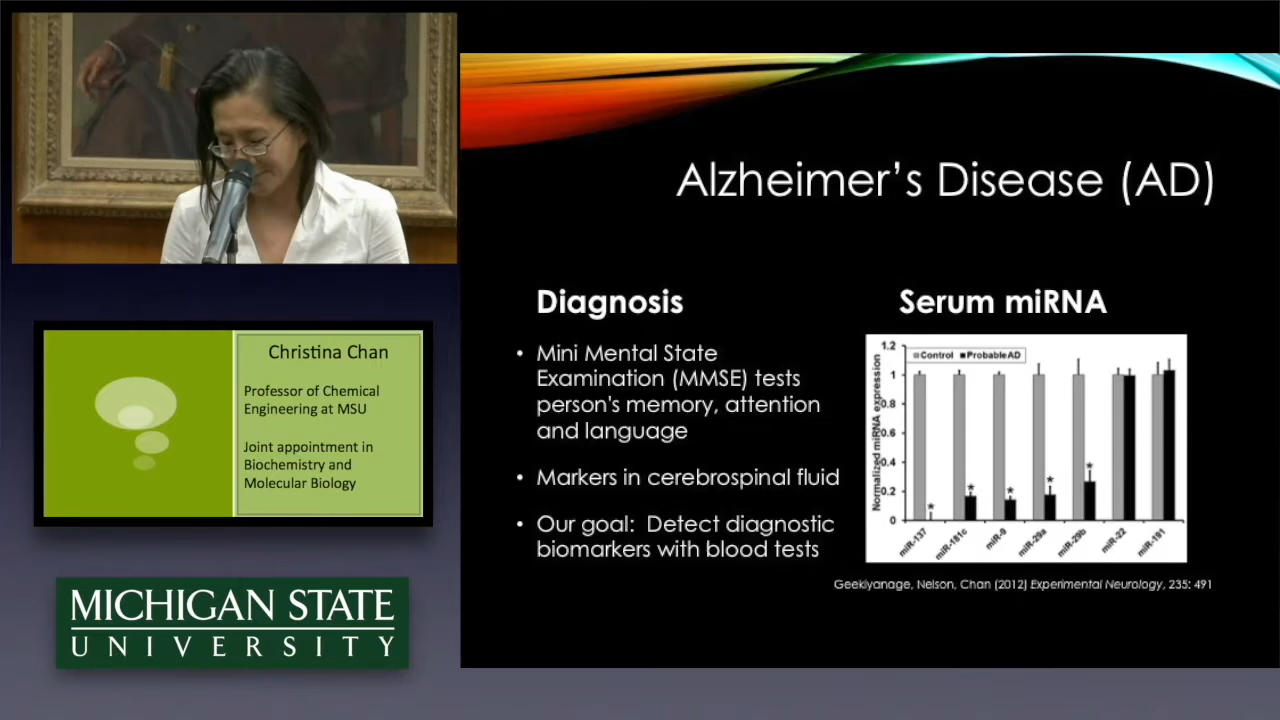 Alzheimer's Disease (AD)
Diagnosis
• Mini Mental State
Examination (MMSE) tests
person's memory, attention
and language
• Markers in cerebrospinal fluid
• Our goal: Detect diagnostic
biomarkers with blood tests
Serum miRNA
Control Probable AD
Normalized miRNA expression
1.2
1
0.8
0.6
0.4
0.2
0
* * * * *
miR-137 miR-181c miR-9 miR-29a miR-29b miR-22 miR-191
Geekiyanage, Nelson, Chan (2012) Experimental Neurology, 235: 491
Christina Chan
Professor of Chemical
Engineering at MSU
Joint appointment in
Biochemistry and
Molecular Biology
MICHIGAN STATE
UNIVERSITY